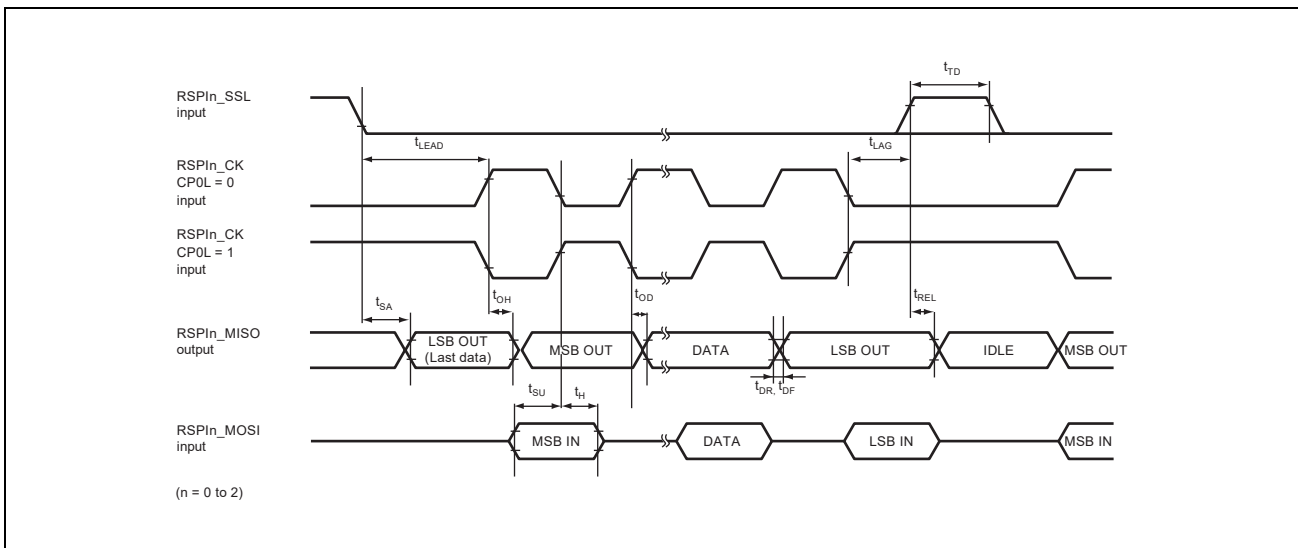 RSPIn_SSL
input
tTD
tLEAD
tLAG
RSPIn_CK
CP0L = 0
input
RSPIn_CK
CP0L = 1
input
tSA
tOH
tOD
tREL
RSPIn_MISO
output
LSB OUT
(Last data)
MSB OUT
DATA
LSB OUT
IDLE
MSB OUT
tSU
tH
tDR, tDF
RSPIn_MOSI
input
MSB IN
DATA
LSB IN
MSB IN
(n = 0 to 2)